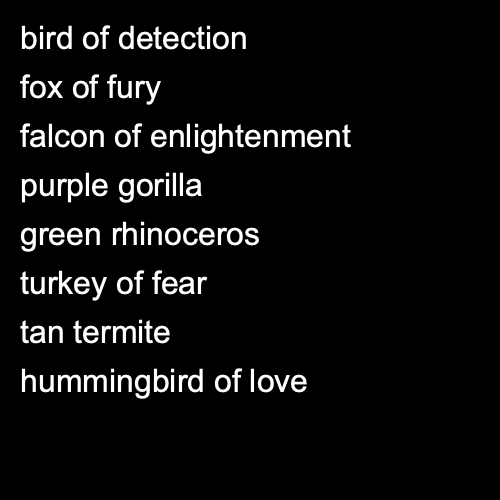 bird of detection
fox of fury
falcon of enlightenment
purple gorilla
green rhinoceros
turkey of fear
tan termite
hummingbird of love